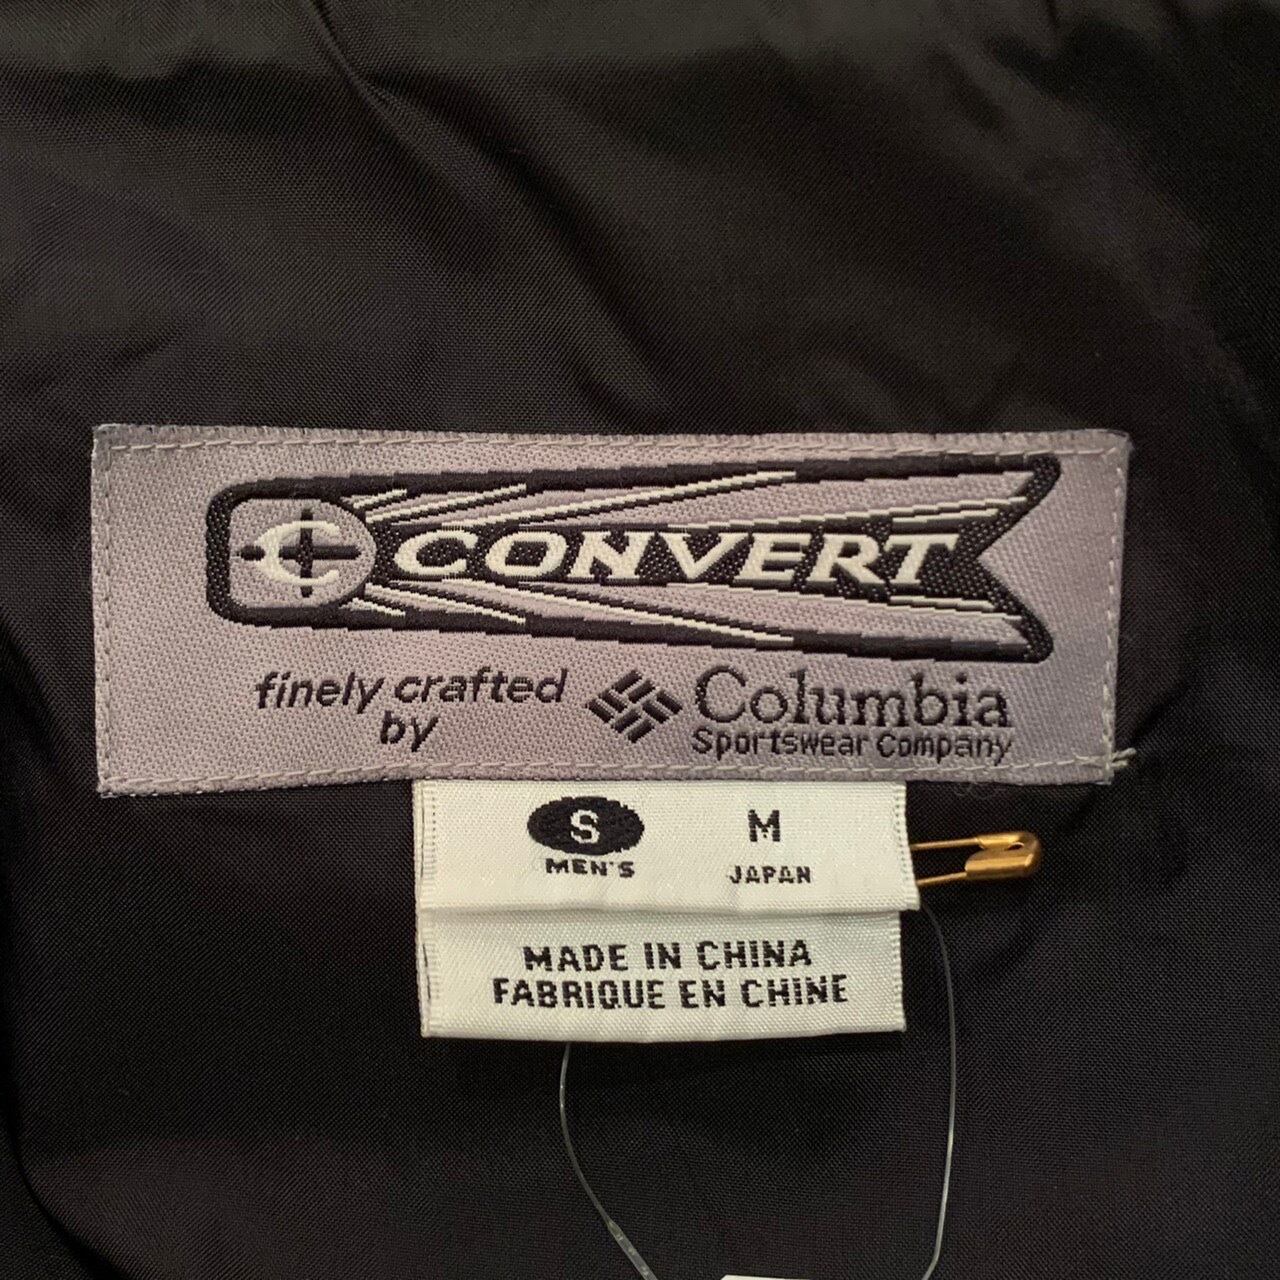 C CONVERT
finely crafted
by
Columbia
Sportswear Company
S M
MEN'S JAPAN
MADE IN CHINA
FABRIQUE EN CHINE